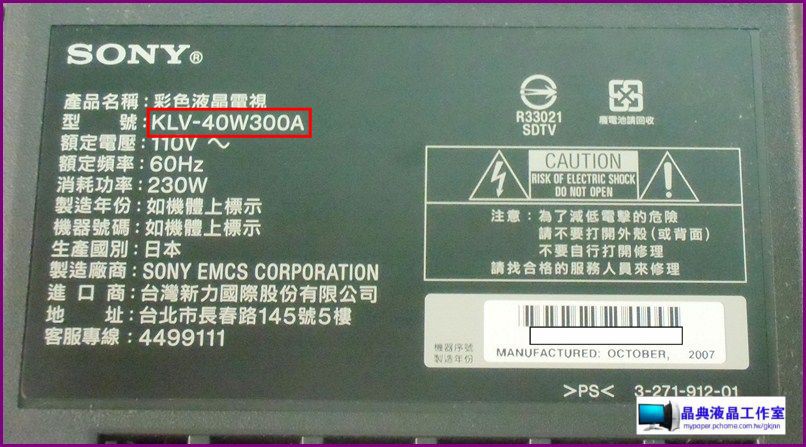 SONY®
產品名稱：彩色液晶電視
型 號：KLV-40W300A
額定電壓：110V ～
額定頻率：60Hz
消耗功率：230W
製造年份：如機體上標示
機器號碼：如機體上標示
生產國別：日本
製造廠商：SONY EMCS CORPORATION
進 口 商：台灣新力國際股份有限公司
地 址：台北市長春路145號5樓
客服專線：4499111
R33021
SDTV
廢電池請回收
CAUTION
RISK OF ELECTRIC SHOCK
DO NOT OPEN
注意：為了減低電擊的危險
請不要打開外殼(或背面)
不要自行打開修理
請找合格的服務人員來修理
機器序號
製造年份
MANUFACTURED: OCTOBER, 2007
>PS< 3-271-912-01
晶典液晶工作室
mypaper.pchome.com.tw/gkjnn